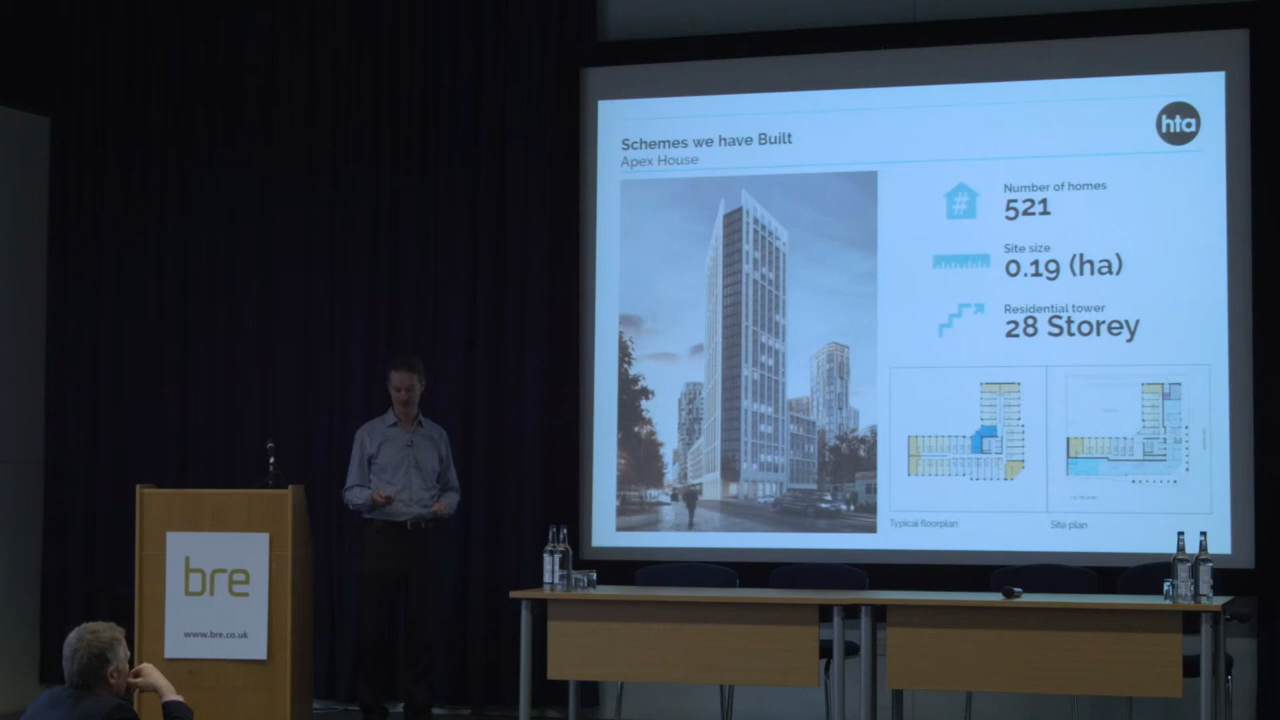 Schemes we have Built
Apex House
hta
#
Number of homes
521
Site size
0.19 (ha)
Residential tower
28 Storey
Typical floorplan
Site plan
bre
www.bre.co.uk